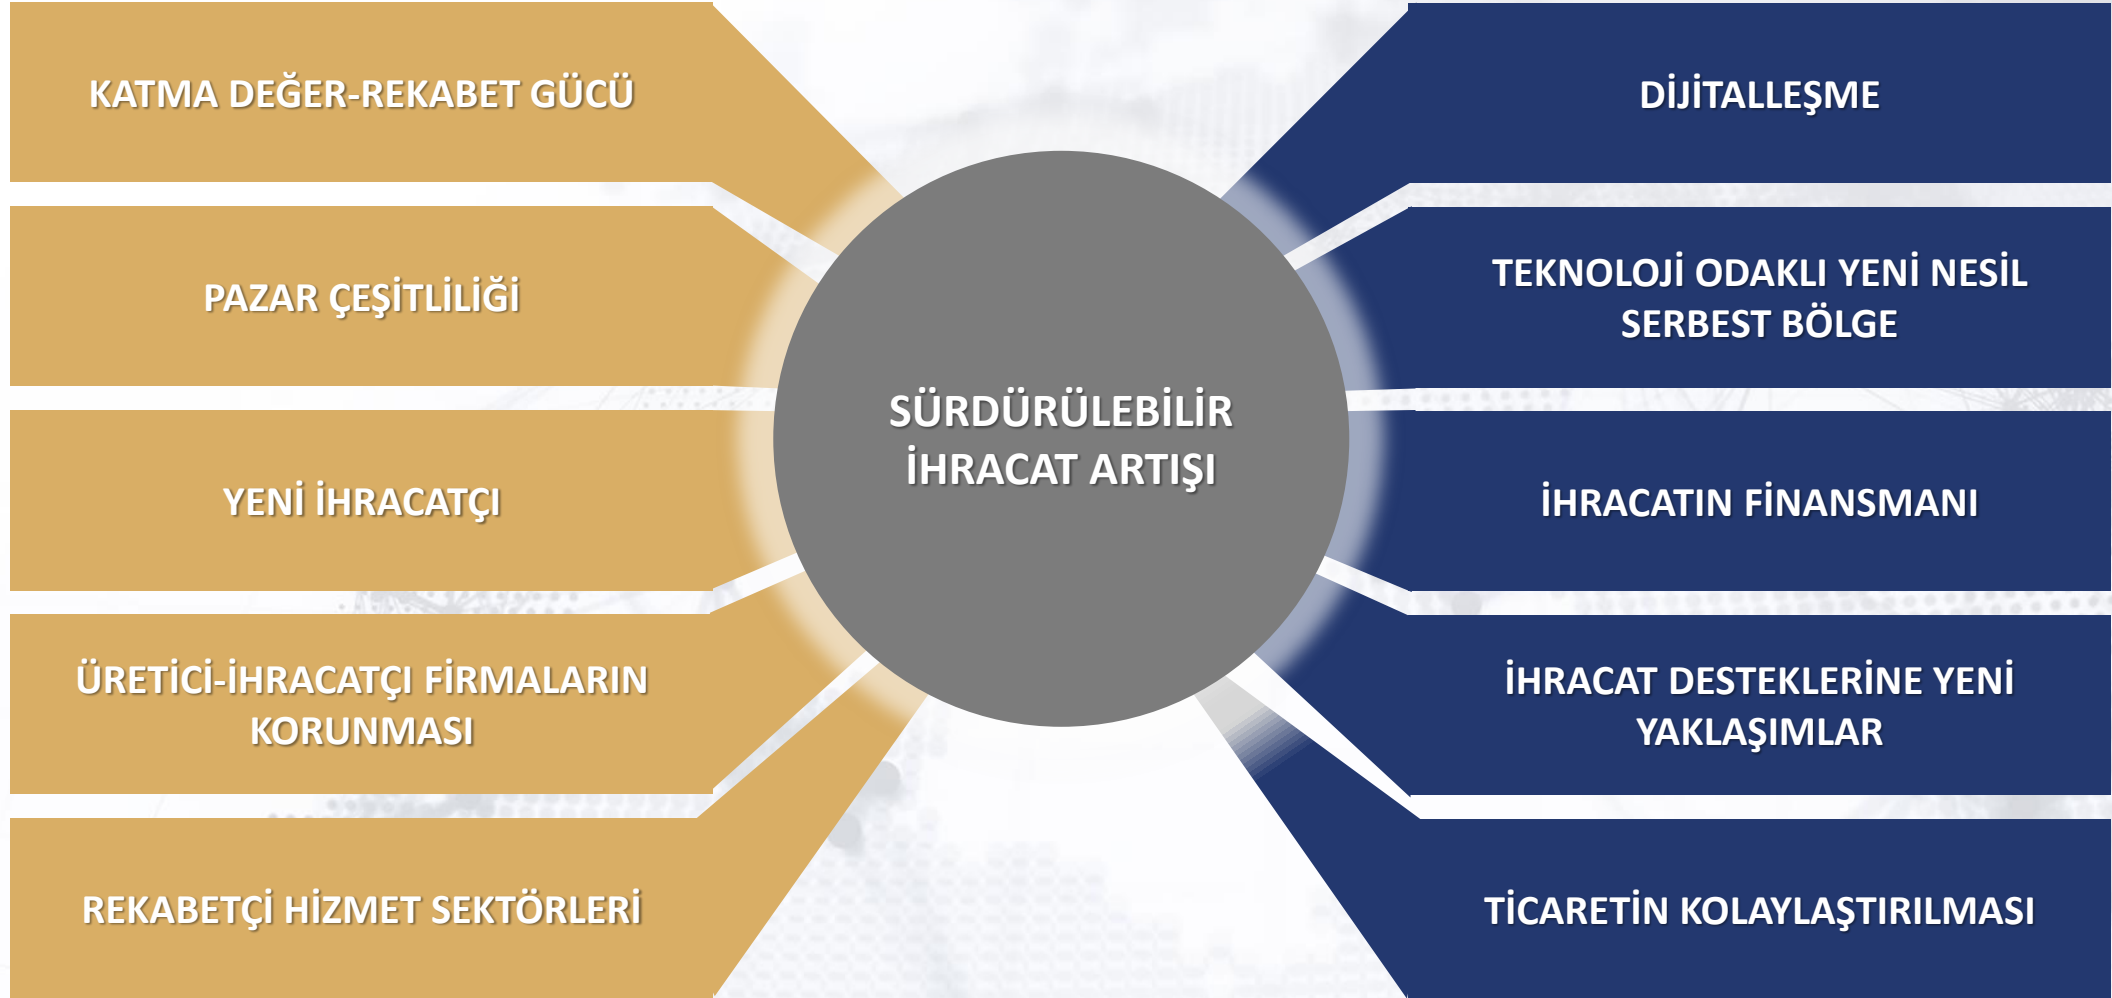 KATMA DEĞER-REKABET GÜCÜ
PAZAR ÇEŞİTLİLİĞİ
YENİ İHRACATÇI
ÜRETİCİ-İHRACATÇI FİRMALARIN
KORUNMASI
REKABETÇİ HİZMET SEKTÖRLERİ
SÜRDÜRÜLEBİLİR
İHRACAT ARTIŞI
DİJİTALLEŞME
TEKNOLOJİ ODAKLI YENİ NESİL
SERBEST BÖLGE
İHRACATIN FİNANSMANI
İHRACAT DESTEKLERİNE YENİ
YAKLAŞIMLAR
TİCARETİN KOLAYLAŞTIRILMASI